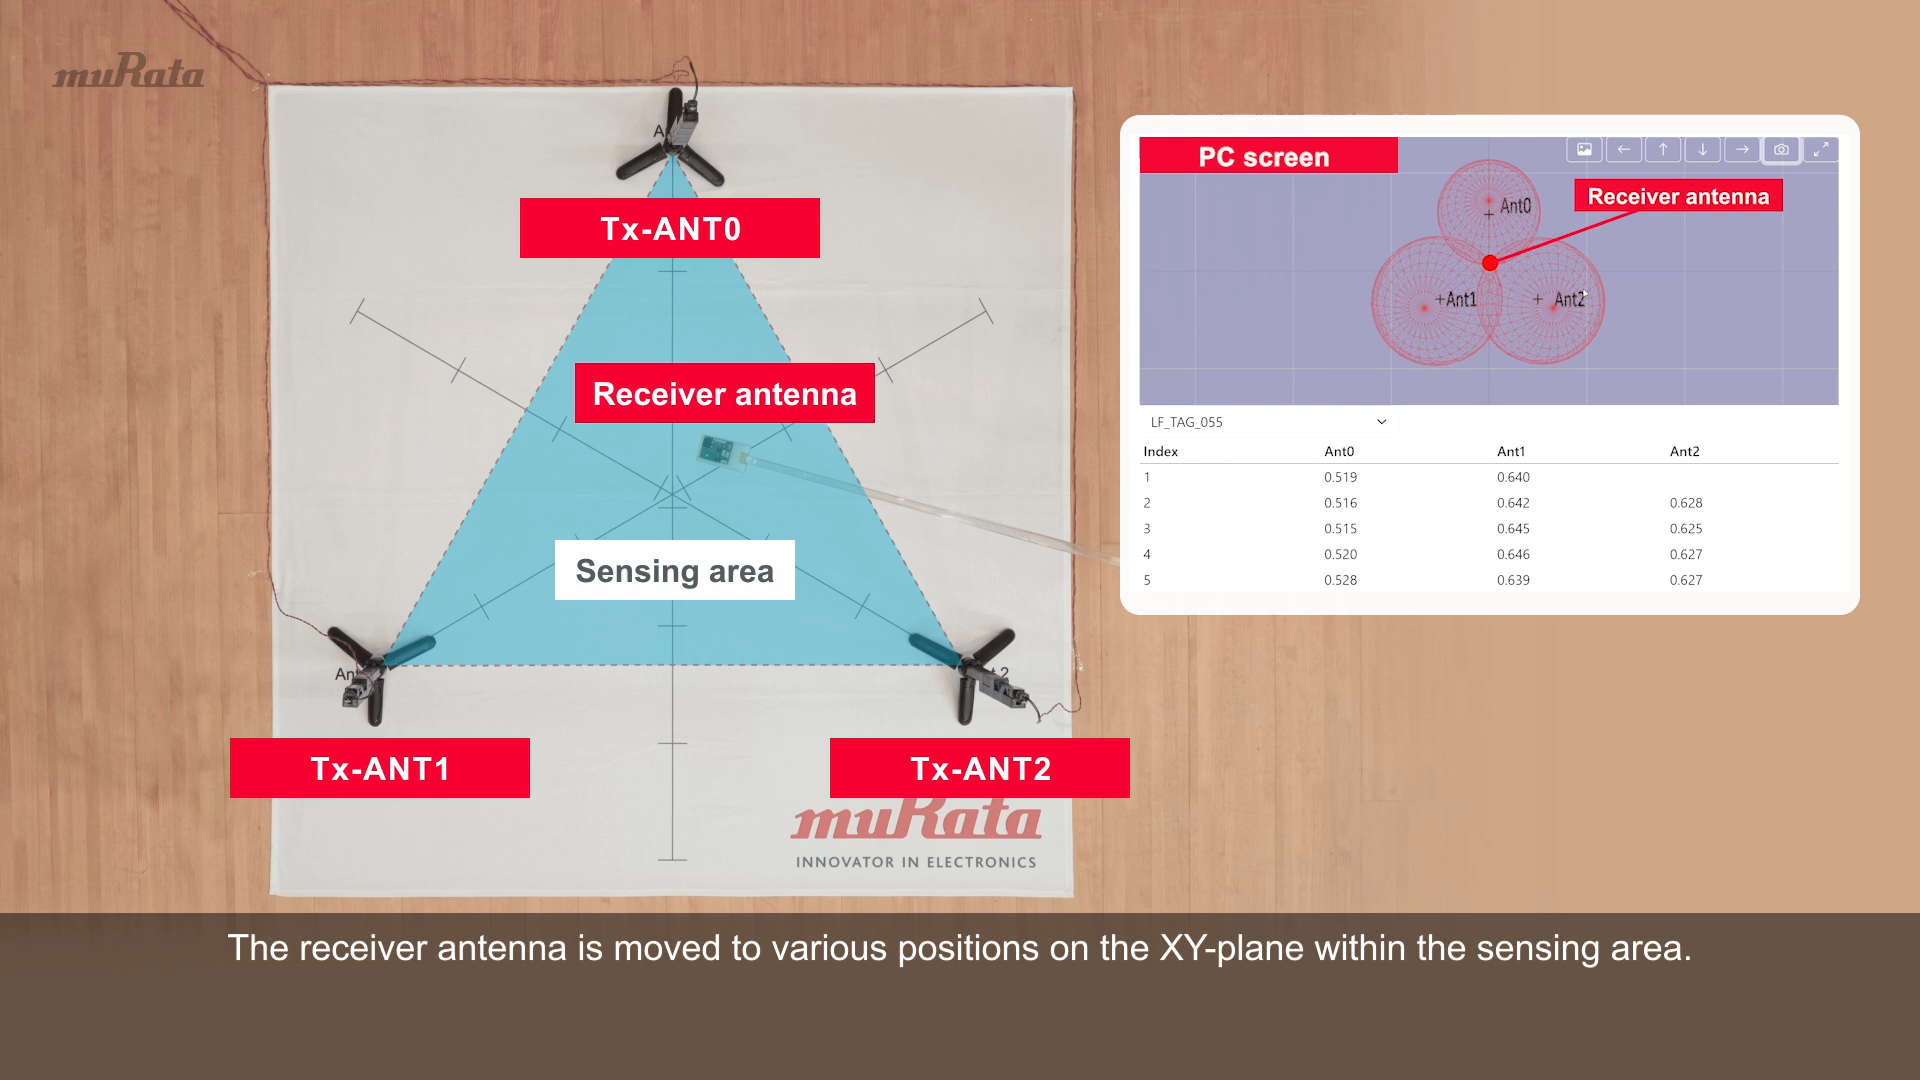 muRata
Tx-ANT0
Receiver antenna
Sensing area
Tx-ANT1
Tx-ANT2
muRata
INNOVATOR IN ELECTRONICS
PC screen
Receiver antenna
Ant0
Ant1
Ant2
LF_TAG_055
Index Ant0 Ant1 Ant2
1 0.519 0.640
2 0.516 0.642 0.628
3 0.515 0.645 0.625
4 0.520 0.646 0.627
5 0.528 0.639 0.627
The receiver antenna is moved to various positions on the XY-plane within the sensing area.